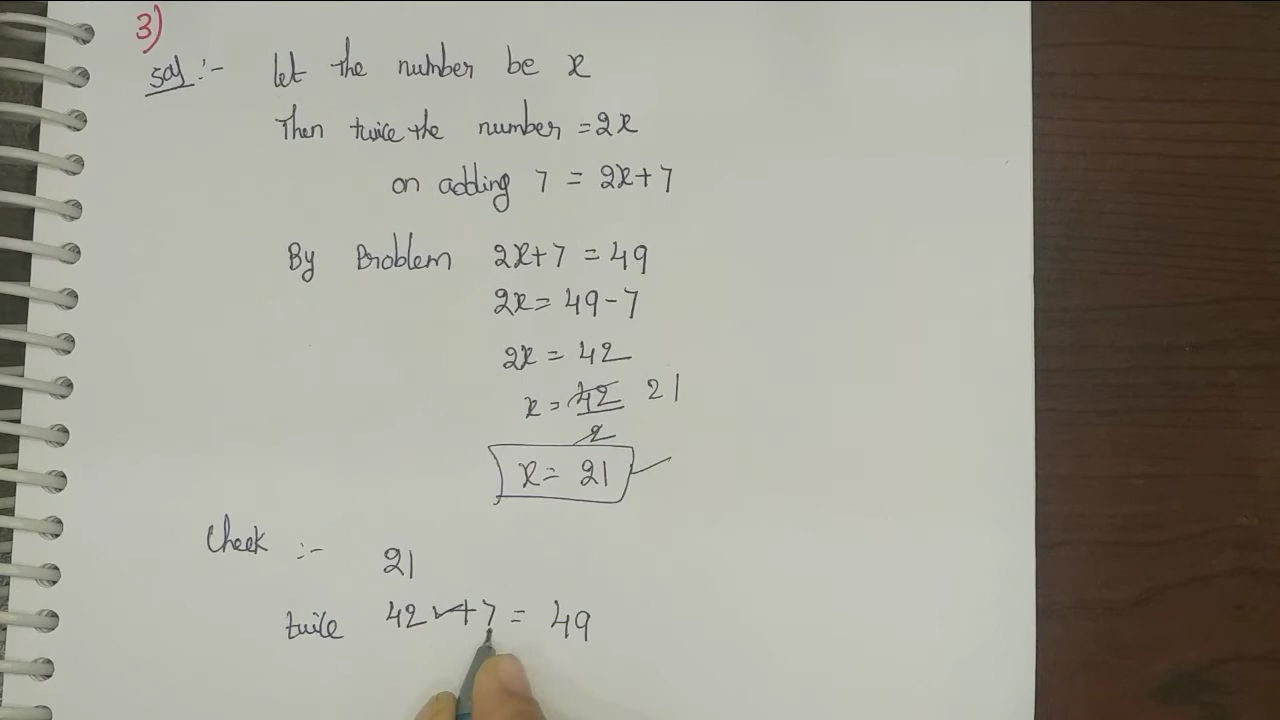 3)
Sol :- let the number be x
Then twice the number = 2x
on adding 7 = 2x+7
By Problem 2x+7 = 49
2x = 49-7
2x = 42
x = 42/2 21
x = 21
Check :- 21
twice 42 +7 = 49